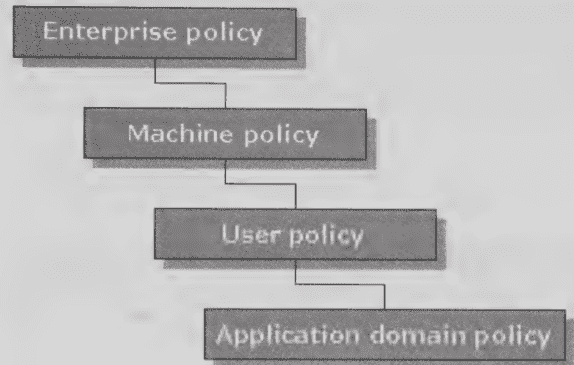 Enterprise policy
Machine policy
User policy
Application domain policy